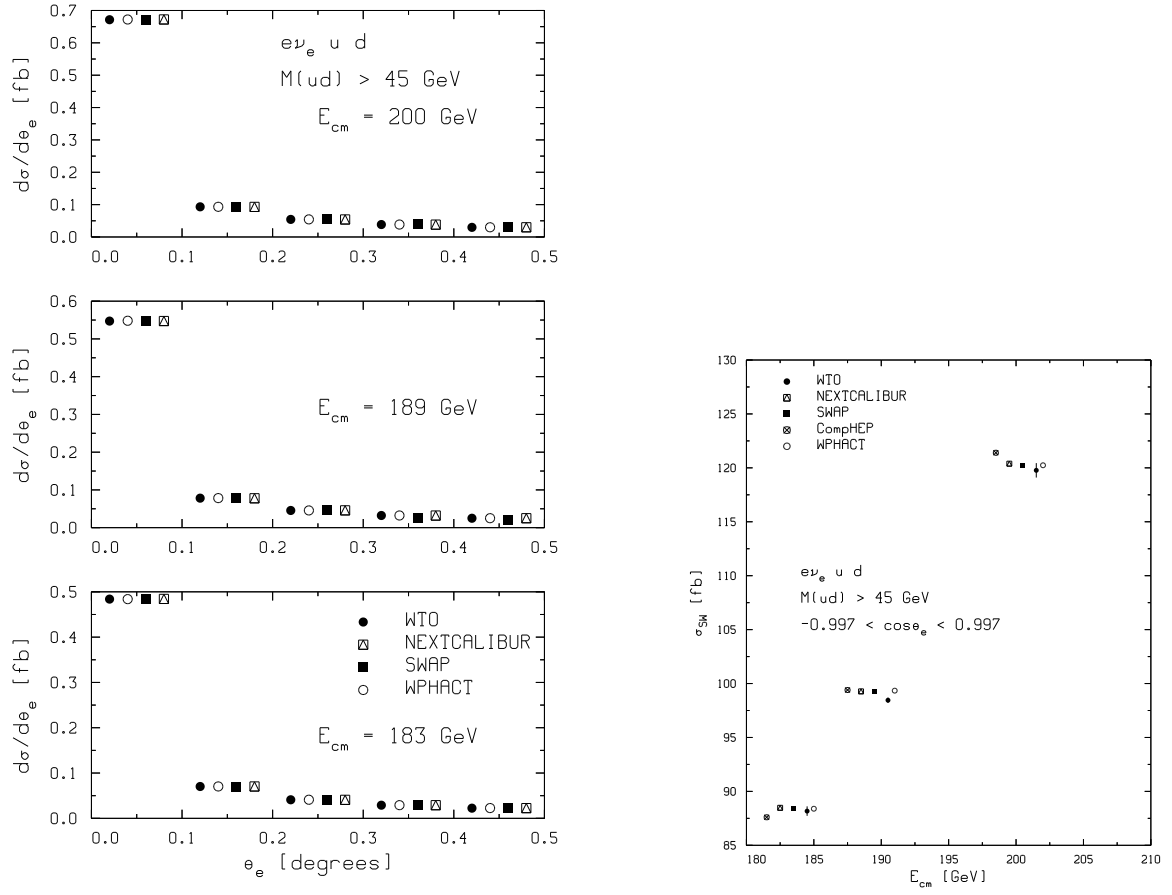 0.7
0.6
0.5
0.4
0.3
0.2
0.1
0.0
dσ/dθe [fb]
eνe u d
M(ud) > 45 GeV
Ecm = 200 GeV
0.0 0.1 0.2 0.3 0.4 0.5
0.6
0.5
0.4
0.3
0.2
0.1
0.0
dσ/dθe [fb]
Ecm = 189 GeV
0.0 0.1 0.2 0.3 0.4 0.5
0.5
0.4
0.3
0.2
0.1
0.0
dσ/dθe [fb]
WTO
NEXTCALIBUR
SWAP
WPHACT
Ecm = 183 GeV
0.0 0.1 0.2 0.3 0.4 0.5
θe [degrees]
130
125
120
115
110
105
100
95
90
85
σSW [fb]
WTO
NEXTCALIBUR
SWAP
CompHEP
WPHACT
eνe u d
M(ud) > 45 GeV
-0.997 < cosθe < 0.997
180 185 190 195 200 205 210
Ecm [GeV]